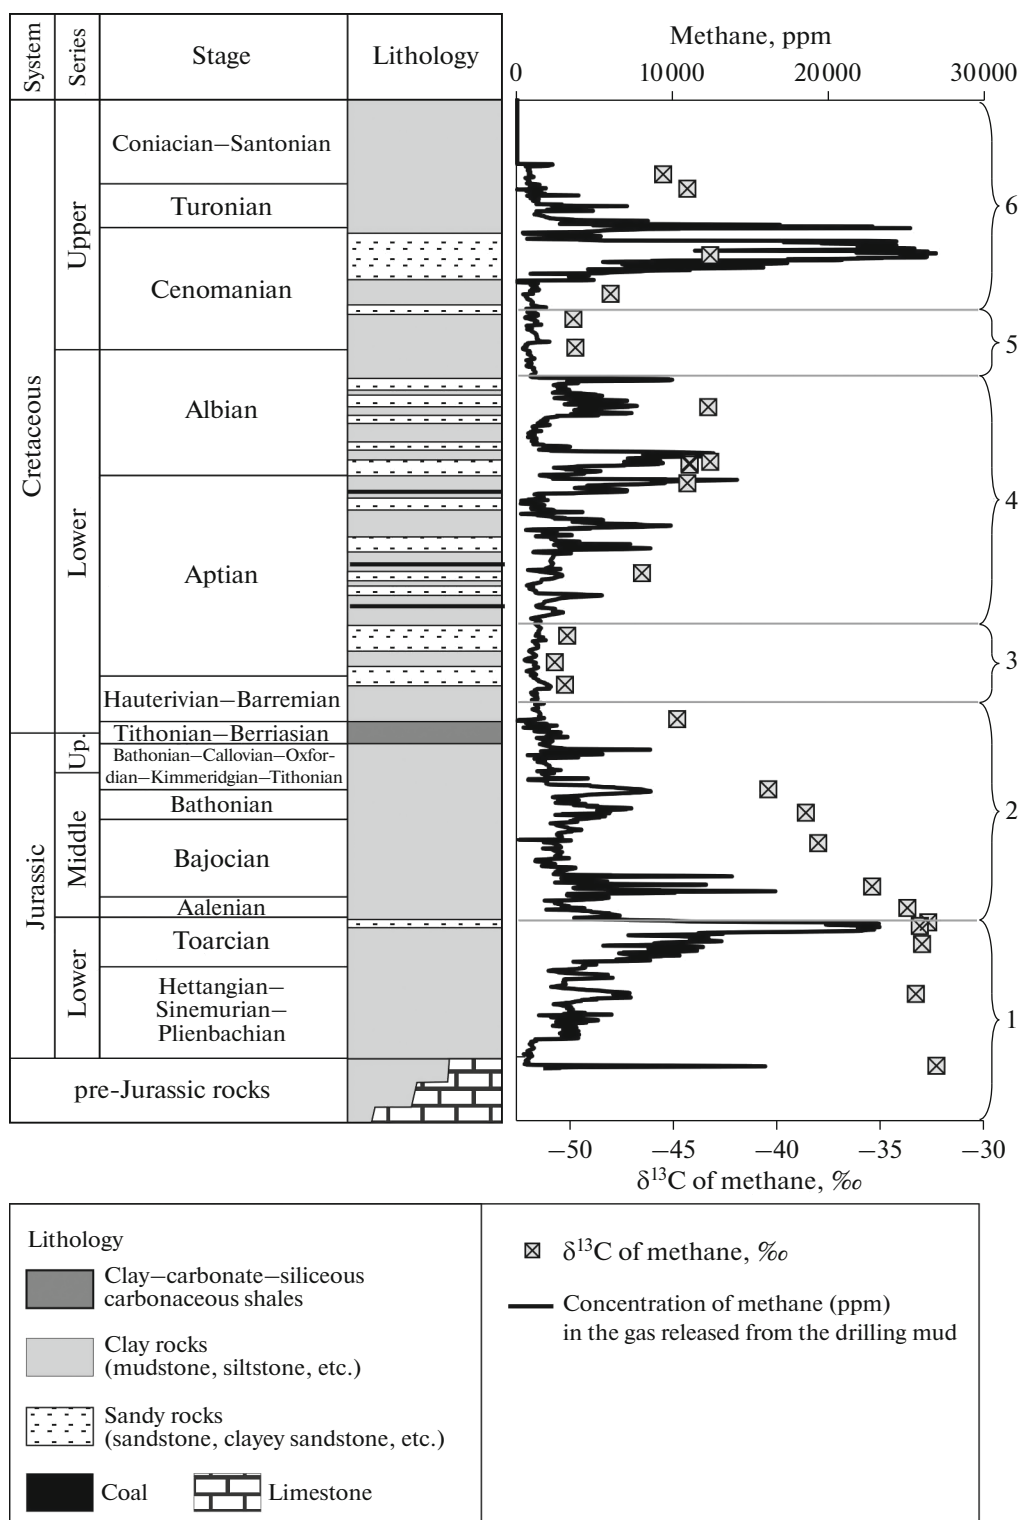 System
Series
Stage
Lithology
Methane, ppm
0 10000 20000 30000
Cretaceous
Jurassic
Upper
Lower
Up.
Middle
Lower
Coniacian–Santonian
Turonian
Cenomanian
Albian
Aptian
Hauterivian–Barremian
Tithonian–Berriasian
Bathonian–Callovian–Oxfor-
dian–Kimmeridgian–Tithonian
Bathonian
Bajocian
Aalenian
Toarcian
Hettangian–
Sinemurian–
Plienbachian
pre-Jurassic rocks
6
5
4
3
2
1
–50 –45 –40 –35 –30
δ¹³C of methane, ‰
Lithology
Clay–carbonate–siliceous
carbonaceous shales
Clay rocks
(mudstone, siltstone, etc.)
Sandy rocks
(sandstone, clayey sandstone, etc.)
Coal
Limestone
δ¹³C of methane, ‰
Concentration of methane (ppm)
in the gas released from the drilling mud